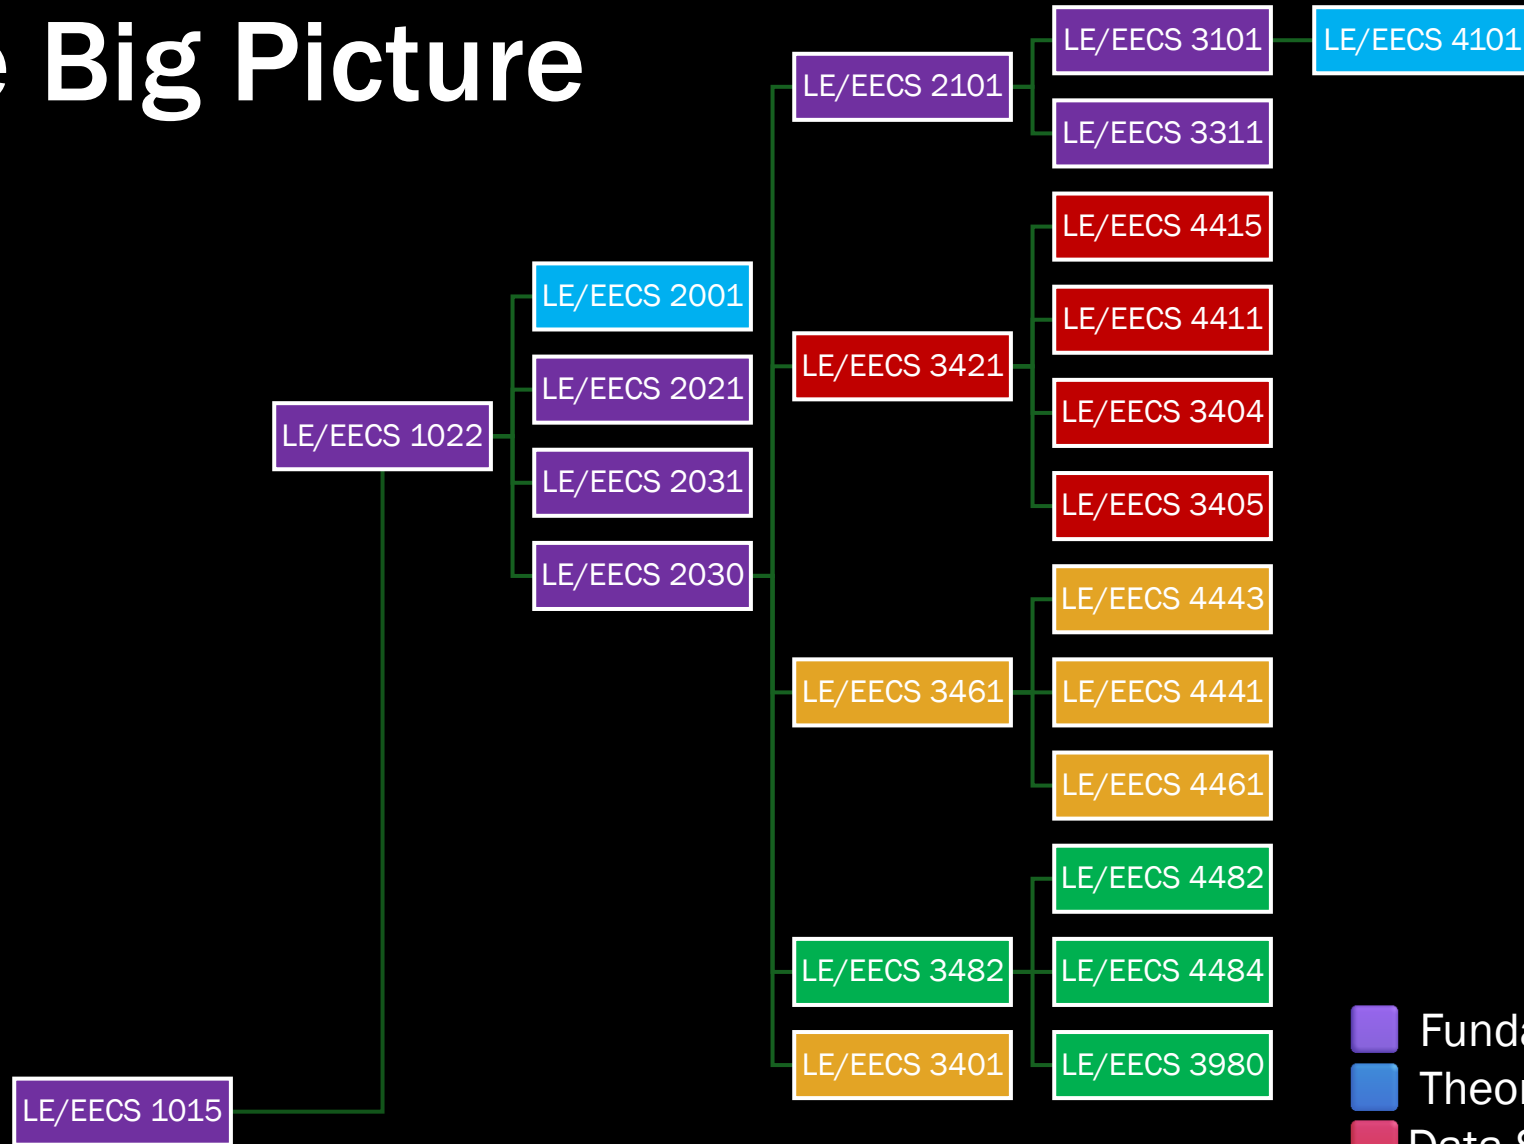 Big Picture
LE/EECS 3101
LE/EECS 4101
LE/EECS 2101
LE/EECS 3311
LE/EECS 4415
LE/EECS 2001
LE/EECS 4411
LE/EECS 3421
LE/EECS 2021
LE/EECS 3404
LE/EECS 1022
LE/EECS 2031
LE/EECS 3405
LE/EECS 2030
LE/EECS 4443
LE/EECS 3461
LE/EECS 4441
LE/EECS 4461
LE/EECS 4482
LE/EECS 3482
LE/EECS 4484
LE/EECS 3401
LE/EECS 3980
LE/EECS 1015